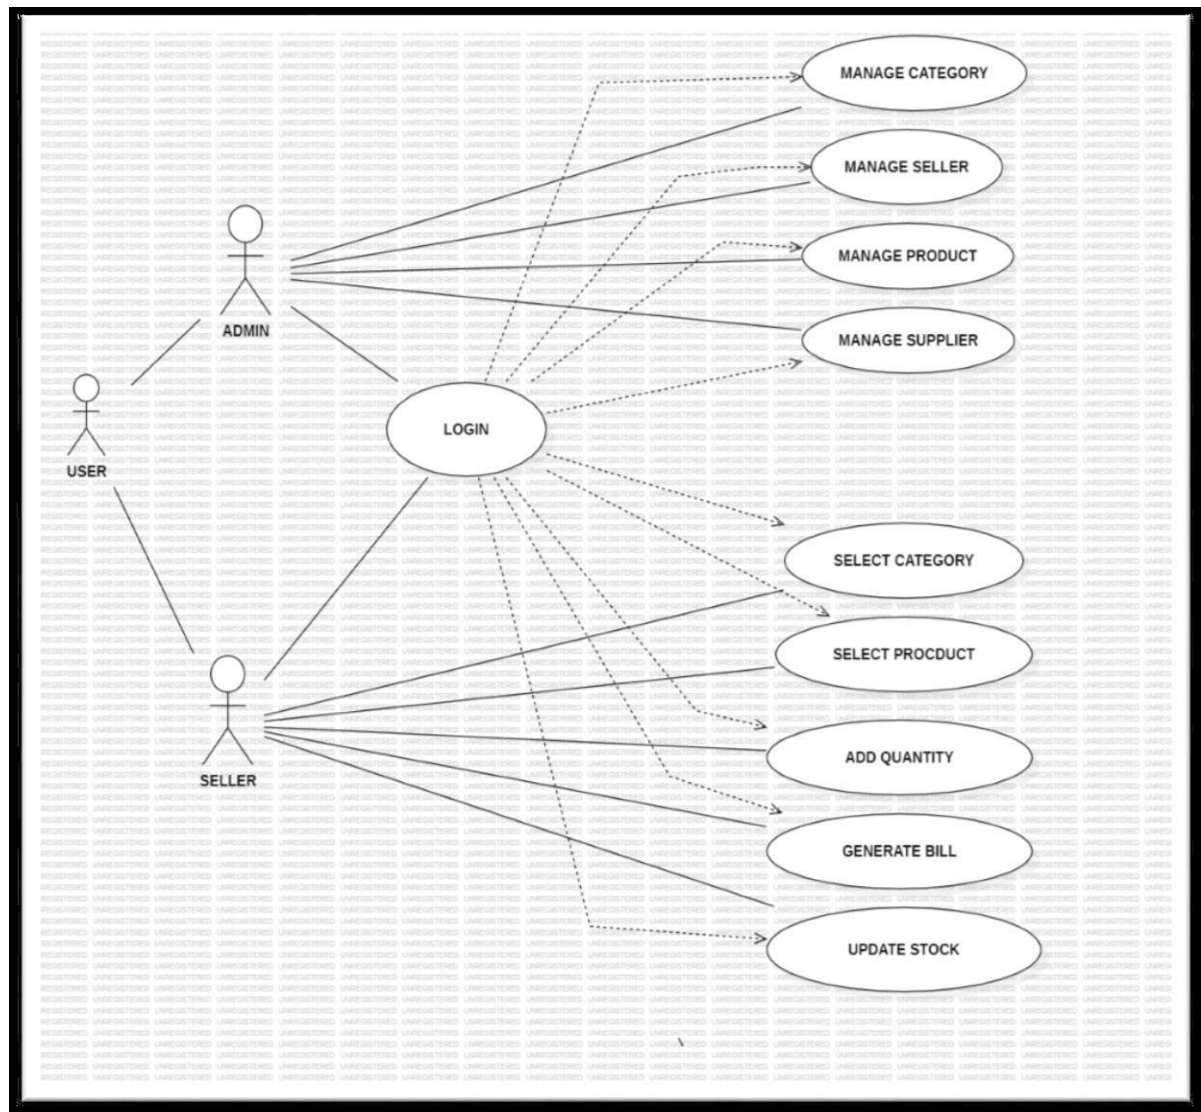 MANAGE CATEGORY
MANAGE SELLER
MANAGE PRODUCT
ADMIN
MANAGE SUPPLIER
LOGIN
USER
SELECT CATEGORY
SELECT PROCDUCT
SELLER
ADD QUANTITY
GENERATE BILL
UPDATE STOCK
UNREGISTERED